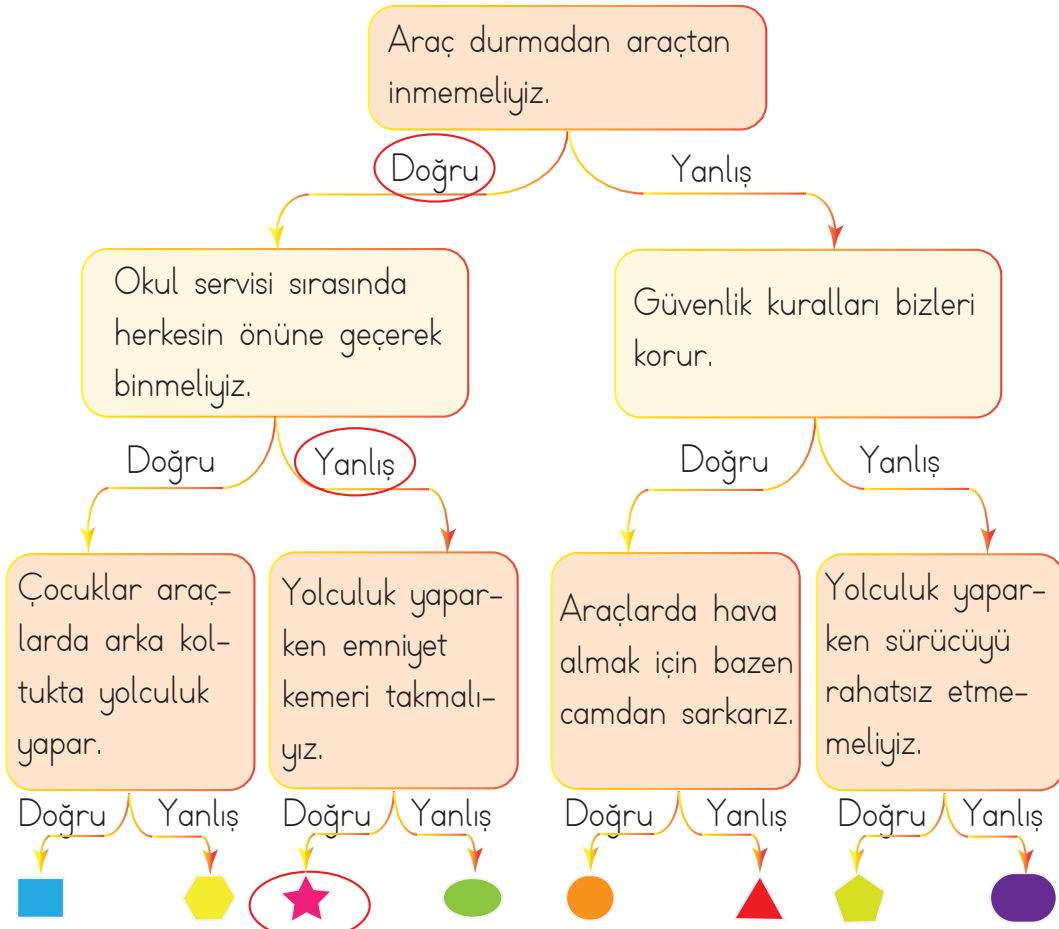 Araç durmadan araçtan
inmemeliyiz.
Doğru
Yanlış
Okul servisi sırasında
herkesin önüne geçerek
binmeliyiz.
Güvenlik kuralları bizleri
korur.
Doğru
Yanlış
Doğru
Yanlış
Çocuklar araç-
larda arka kol-
tukta yolculuk
yapar.
Yolculuk yapar-
ken emniyet
kemeri takmalı-
yız.
Araçlarda hava
almak için bazen
camdan sarkarız.
Yolculuk yapar-
ken sürücüyü
rahatsız etme-
meliyiz.
Doğru
Yanlış
Doğru
Yanlış
Doğru
Yanlış
Doğru
Yanlış